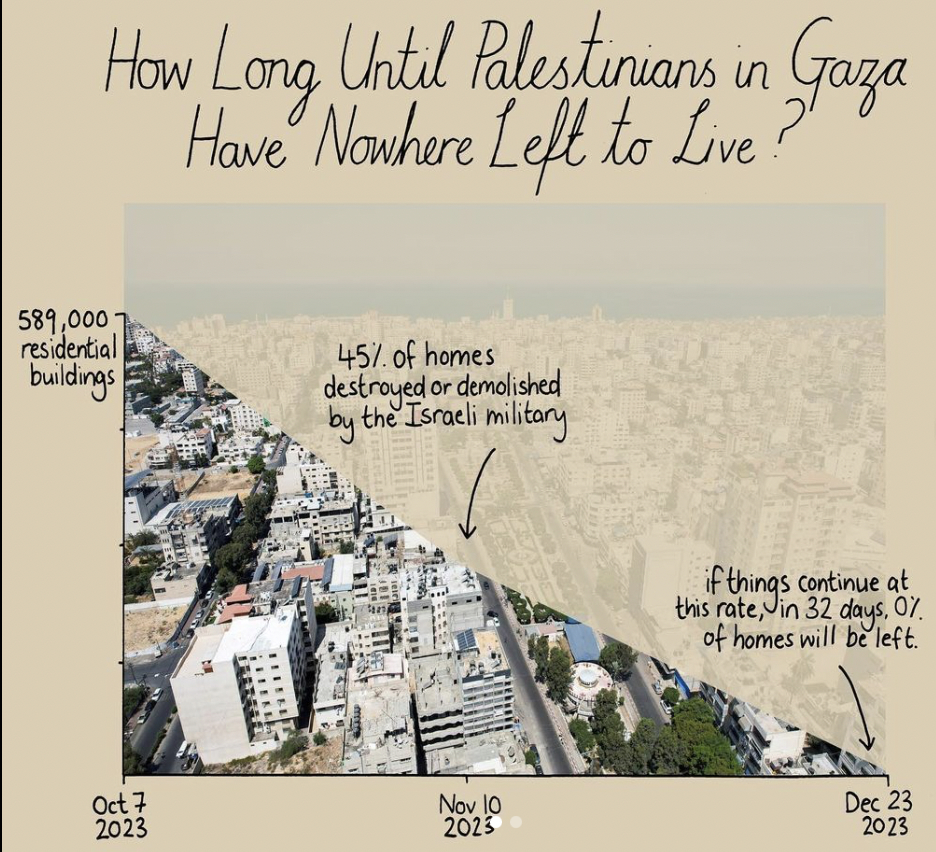 How Long Until Palestinians in Gaza
Have Nowhere Left to Live?
589,000
residential
buildings
45% of homes
destroyed or demolished
by the Israeli military
if things continue at
this rate, in 32 days, 0%
of homes will be left.
Oct 7
2023
Nov 10
2023
Dec 23
2023